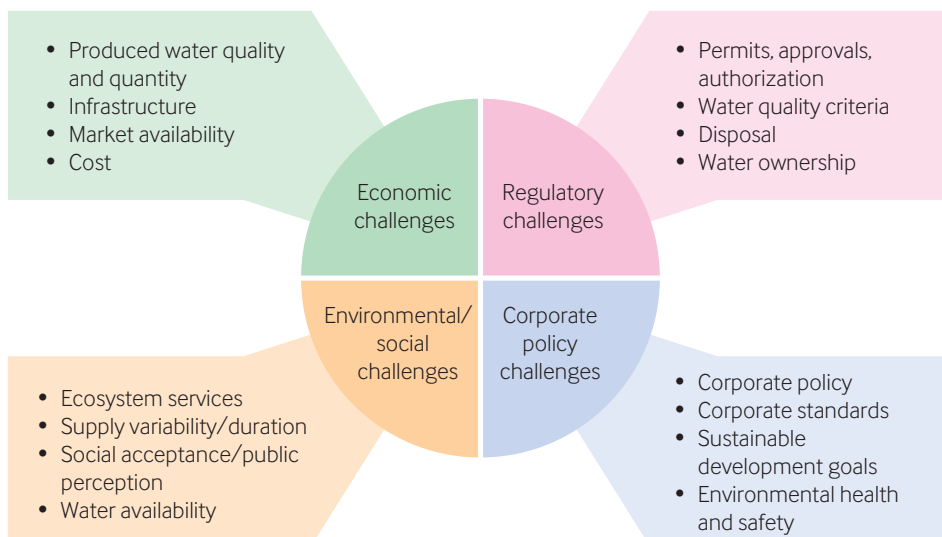 • Produced water quality
and quantity
• Infrastructure
• Market availability
• Cost
• Permits, approvals,
authorization
• Water quality criteria
• Disposal
• Water ownership
Economic
challenges
Regulatory
challenges
Environmental/
social
challenges
Corporate
policy
challenges
• Ecosystem services
• Supply variability/duration
• Social acceptance/public
perception
• Water availability
• Corporate policy
• Corporate standards
• Sustainable
development goals
• Environmental health
and safety